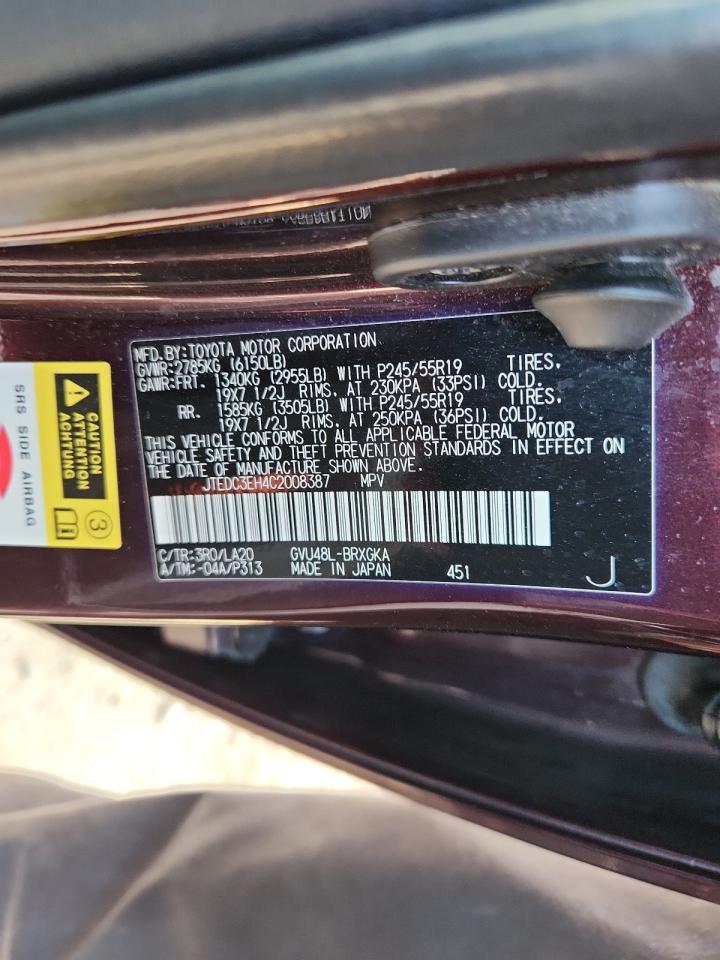 MFD.BY:TOYOTA MOTOR CORPORATION
GVWR:2785KG (6150LB)
GAWR:FRT. 1340KG (2955LB) WITH P245/55R19 TIRES.
19X7 1/2J RIMS. AT 230KPA (33PSI) COLD.
RR. 1585KG (3505LB) WITH P245/55R19 TIRES.
19X7 1/2J RIMS. AT 250KPA (36PSI) COLD.
THIS VEHICLE CONFORMS TO ALL APPLICABLE FEDERAL MOTOR
VEHICLE SAFETY AND THEFT PREVENTION STANDARDS IN EFFECT ON
THE DATE OF MANUFACTURE SHOWN ABOVE.
JTEDC3EH4C2008387 MPV
C/TR:3R0/LA20 GVU48L-BRXGKA
A/TM:-04A/P313 MADE IN JAPAN 451 J
CAUTION
ATTENTION
ACHTUNG
3
SRS SIDE AIRBAG